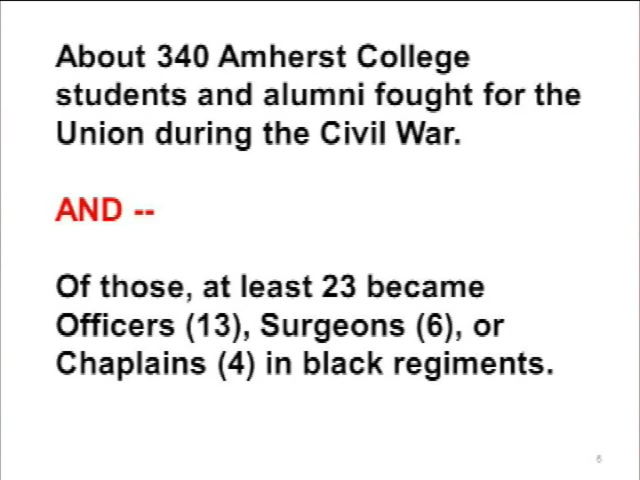 About 340 Amherst College
students and alumni fought for the
Union during the Civil War.
AND --
Of those, at least 23 became
Officers (13), Surgeons (6), or
Chaplains (4) in black regiments.